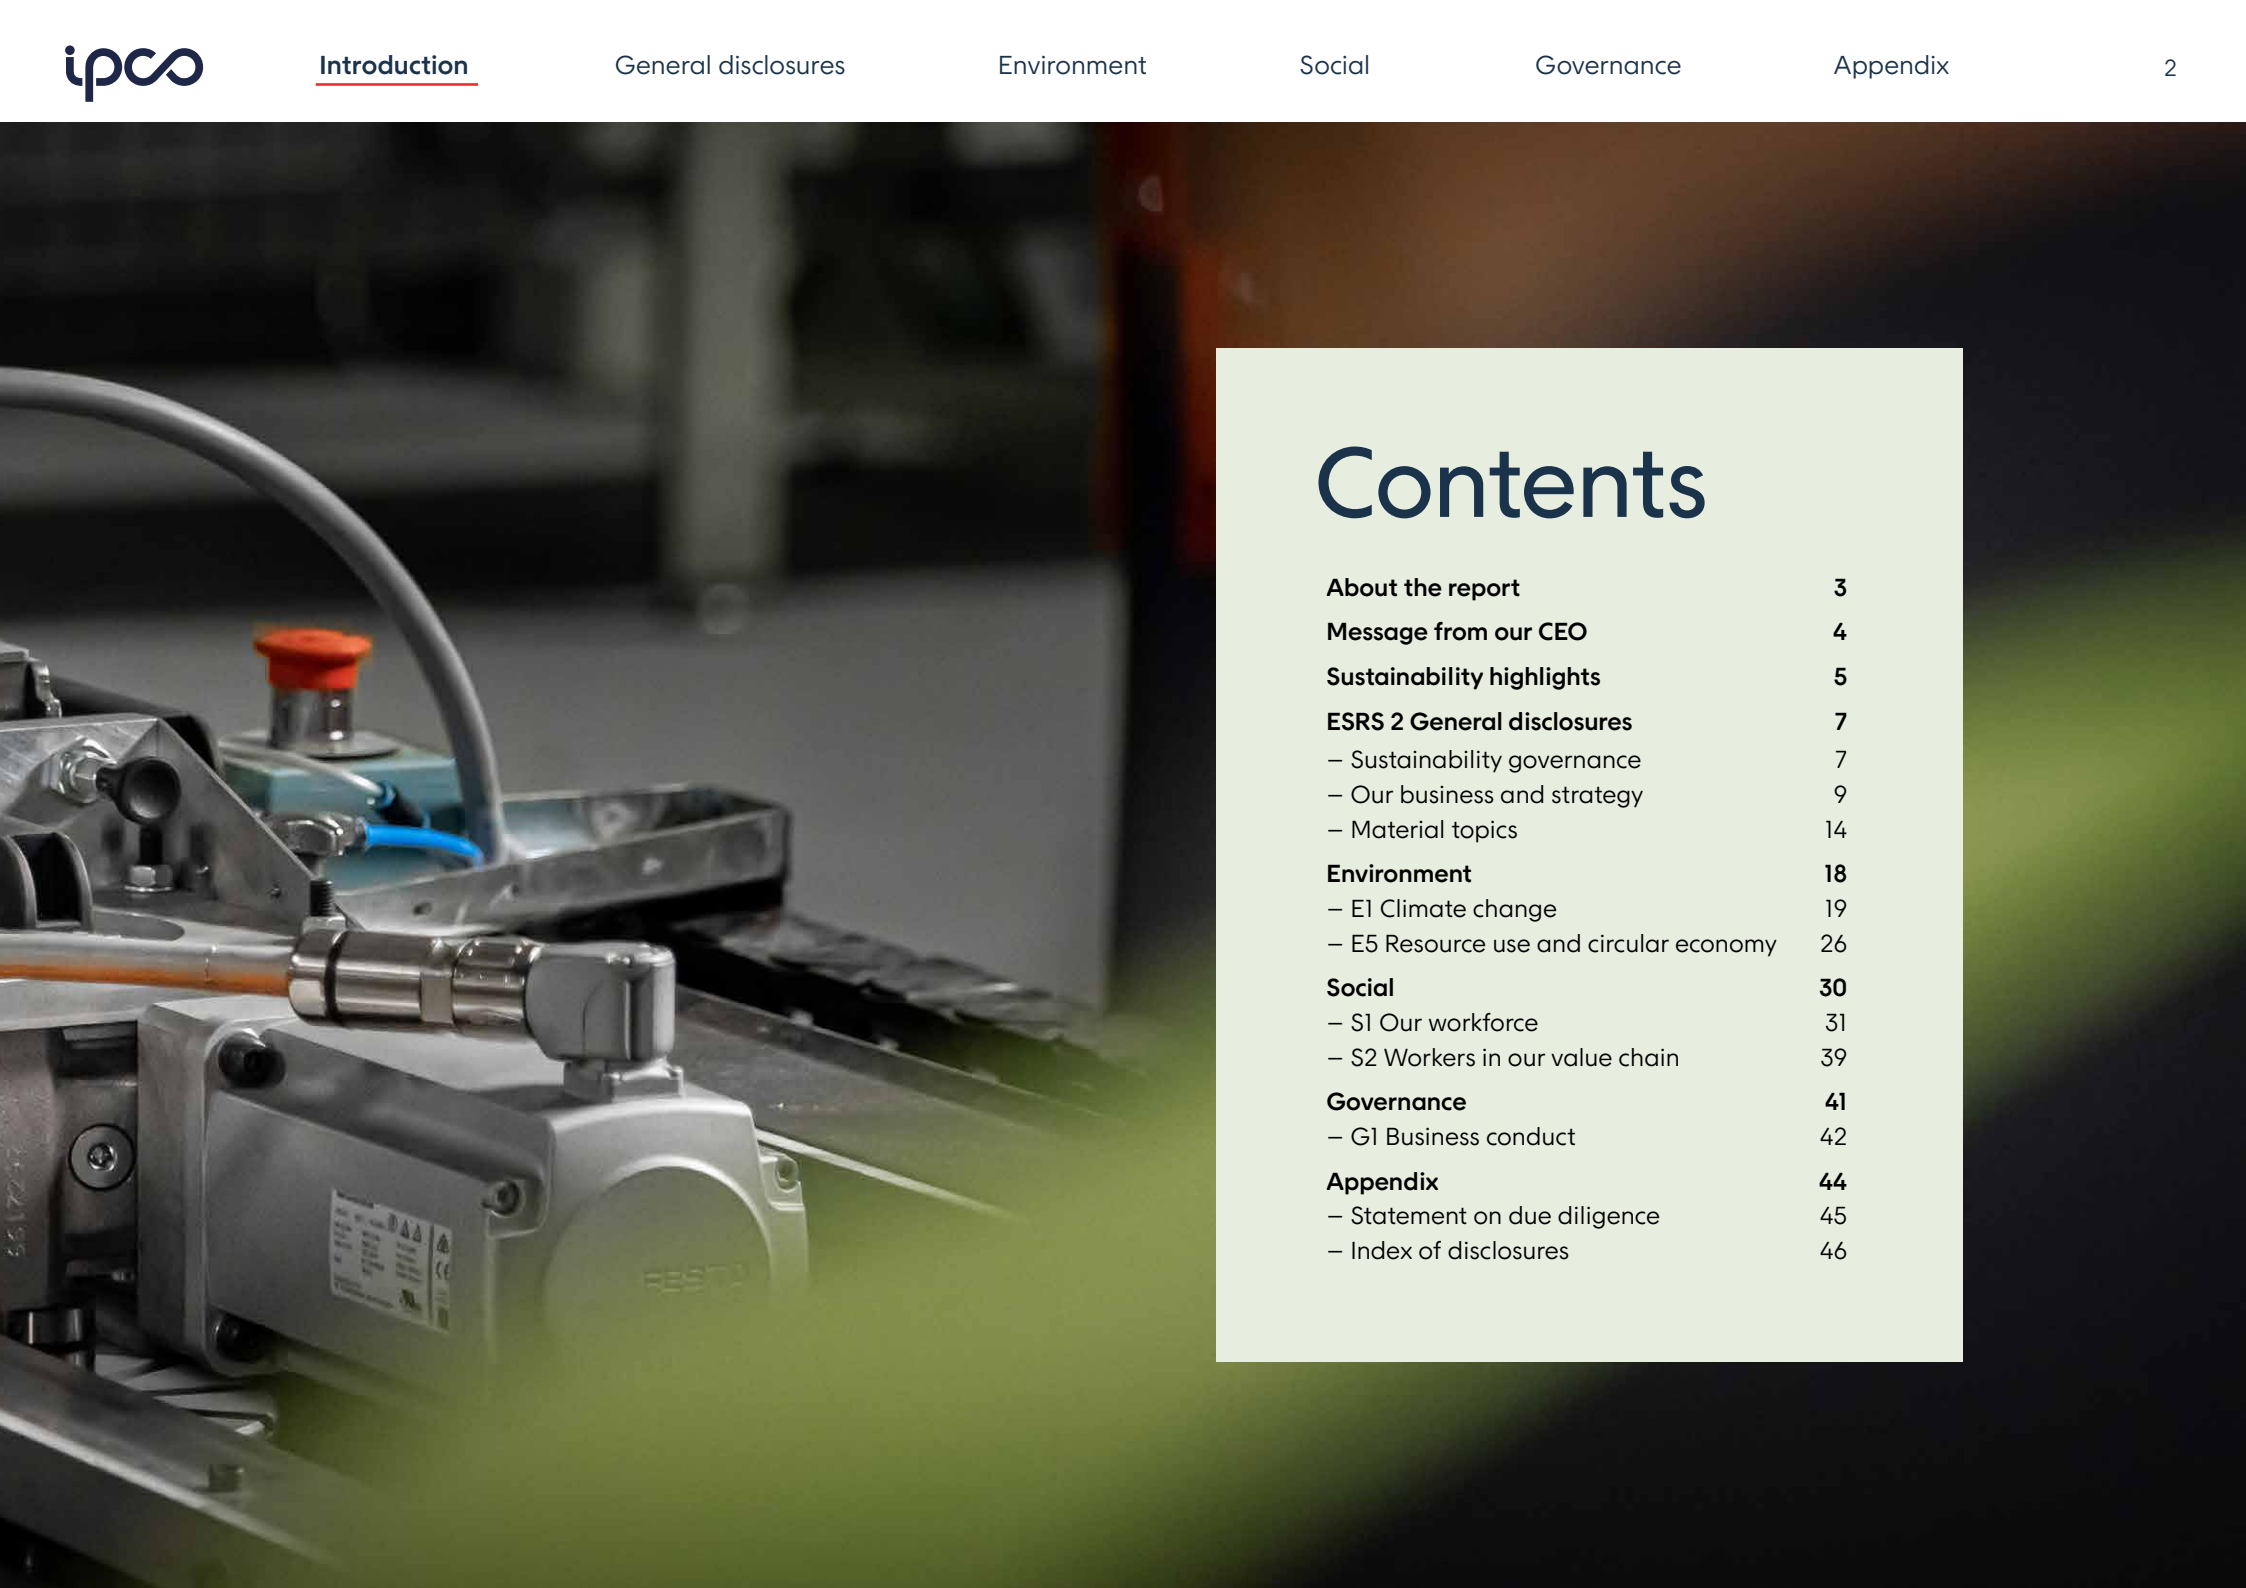 ipco
Introduction
General disclosures
Environment
Social
Governance
Appendix
2
Contents
About the report 3
Message from our CEO 4
Sustainability highlights 5
ESRS 2 General disclosures 7
– Sustainability governance 7
– Our business and strategy 9
– Material topics 14
Environment 18
– E1 Climate change 19
– E5 Resource use and circular economy 26
Social 30
– S1 Our workforce 31
– S2 Workers in our value chain 39
Governance 41
– G1 Business conduct 42
Appendix 44
– Statement on due diligence 45
– Index of disclosures 46
FESTO